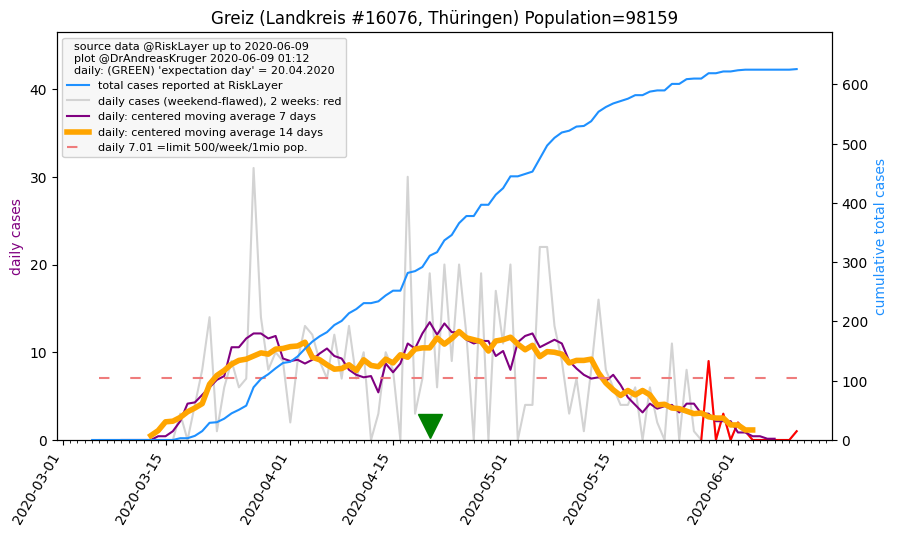 Greiz (Landkreis #16076, Thüringen) Population=98159
source data @RiskLayer up to 2020-06-09
plot @DrAndreasKruger 2020-06-09 01:12
daily: (GREEN) 'expectation day' = 20.04.2020
total cases reported at RiskLayer
daily cases (weekend-flawed), 2 weeks: red
daily: centered moving average 7 days
daily: centered moving average 14 days
daily 7.01 =limit 500/week/1mio pop.
daily cases
40
30
20
10
0
cumulative total cases
600
500
400
300
200
100
0
2020-03-01
2020-03-15
2020-04-01
2020-04-15
2020-05-01
2020-05-15
2020-06-01